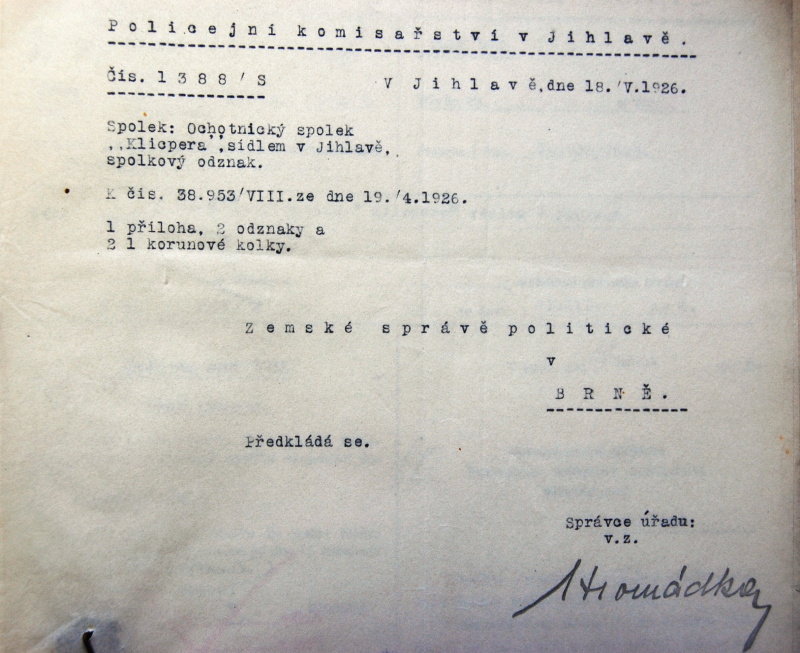 Policejní komisařství v Jihlavě.
Čís. 1388/S V Jihlavě, dne 18./V.1926.
Spolek: Ochotnický spolek
,,Klicpera",sídlem v Jihlavě,
spolkový odznak.
K čís. 38.953/VIII.ze dne 19./4.1926.
1 příloha, 2 odznaky a
2 1 korunové kolky.
Zemské správě politické
v
BRNĚ.
Předkládá se.
Správce úřadu:
v.z.
Hromádka